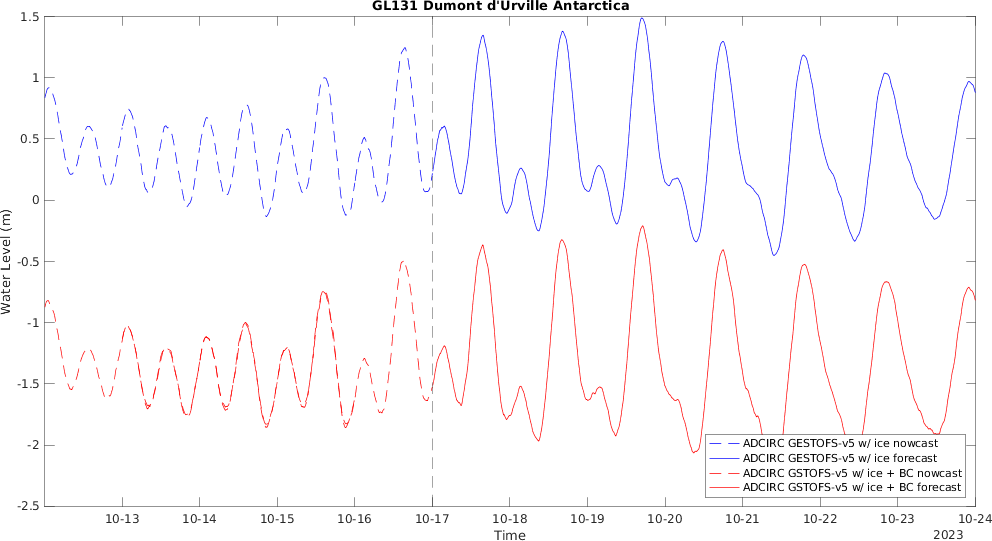 GL131 Dumont d'Urville Antarctica
1.5
1
0.5
0
-0.5
-1
-1.5
-2
-2.5
Water Level (m)
ADCIRC GESTOFS-v5 w/ ice nowcast
ADCIRC GESTOFS-v5 w/ ice forecast
ADCIRC GSTOFS-v5 w/ ice + BC nowcast
ADCIRC GSTOFS-v5 w/ ice + BC forecast
10-13 10-14 10-15 10-16 10-17 10-18 10-19 10-20 10-21 10-22 10-23 10-24
Time
2023